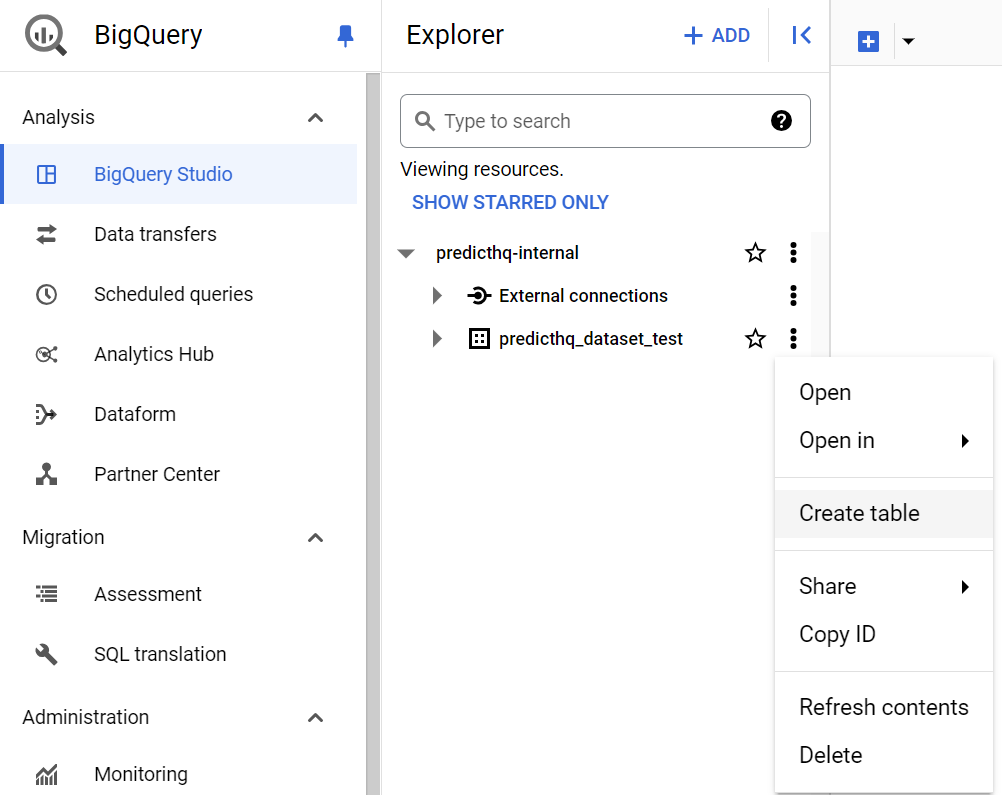 BigQuery
Analysis
BigQuery Studio
Data transfers
Scheduled queries
Analytics Hub
Dataform
Partner Center
Migration
Assessment
SQL translation
Administration
Monitoring
Explorer
+ ADD
Type to search
?
Viewing resources.
SHOW STARRED ONLY
predicthq-internal
External connections
predicthq_dataset_test
Open
Open in
Create table
Share
Copy ID
Refresh contents
Delete